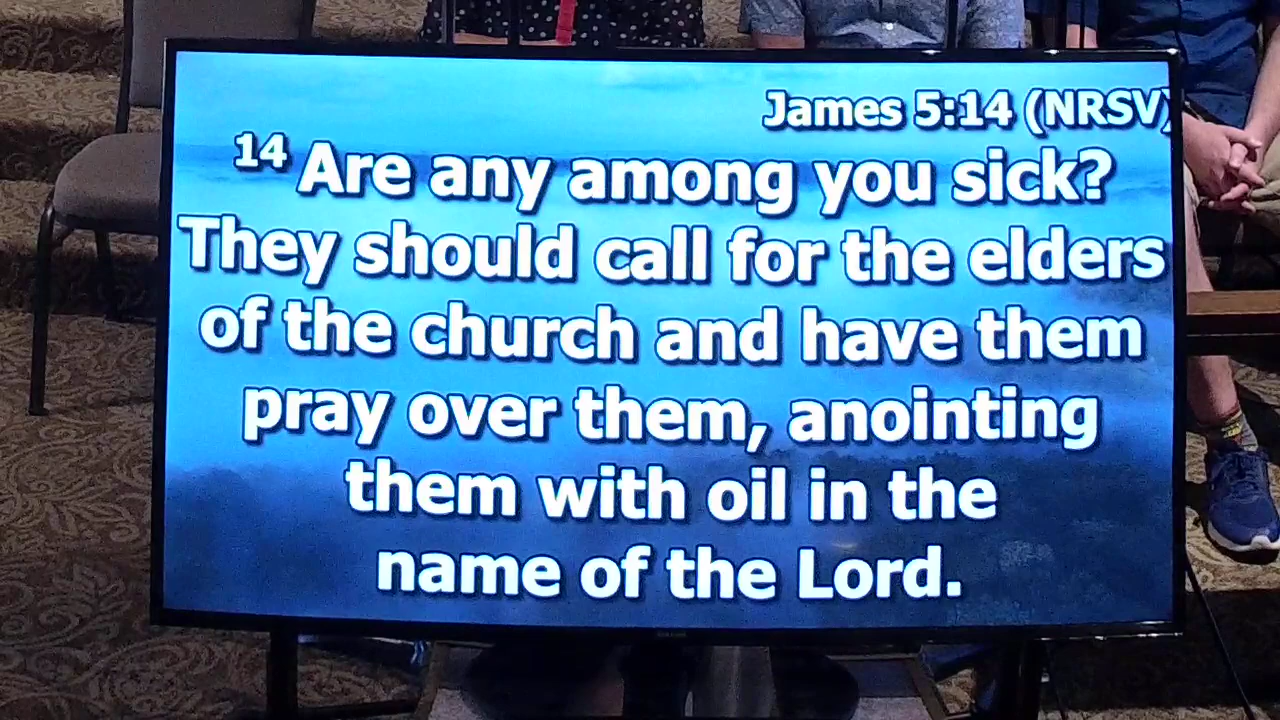 James 5:14 (NRSV)
14 Are any among you sick?
They should call for the elders
of the church and have them
pray over them, anointing
them with oil in the
name of the Lord.